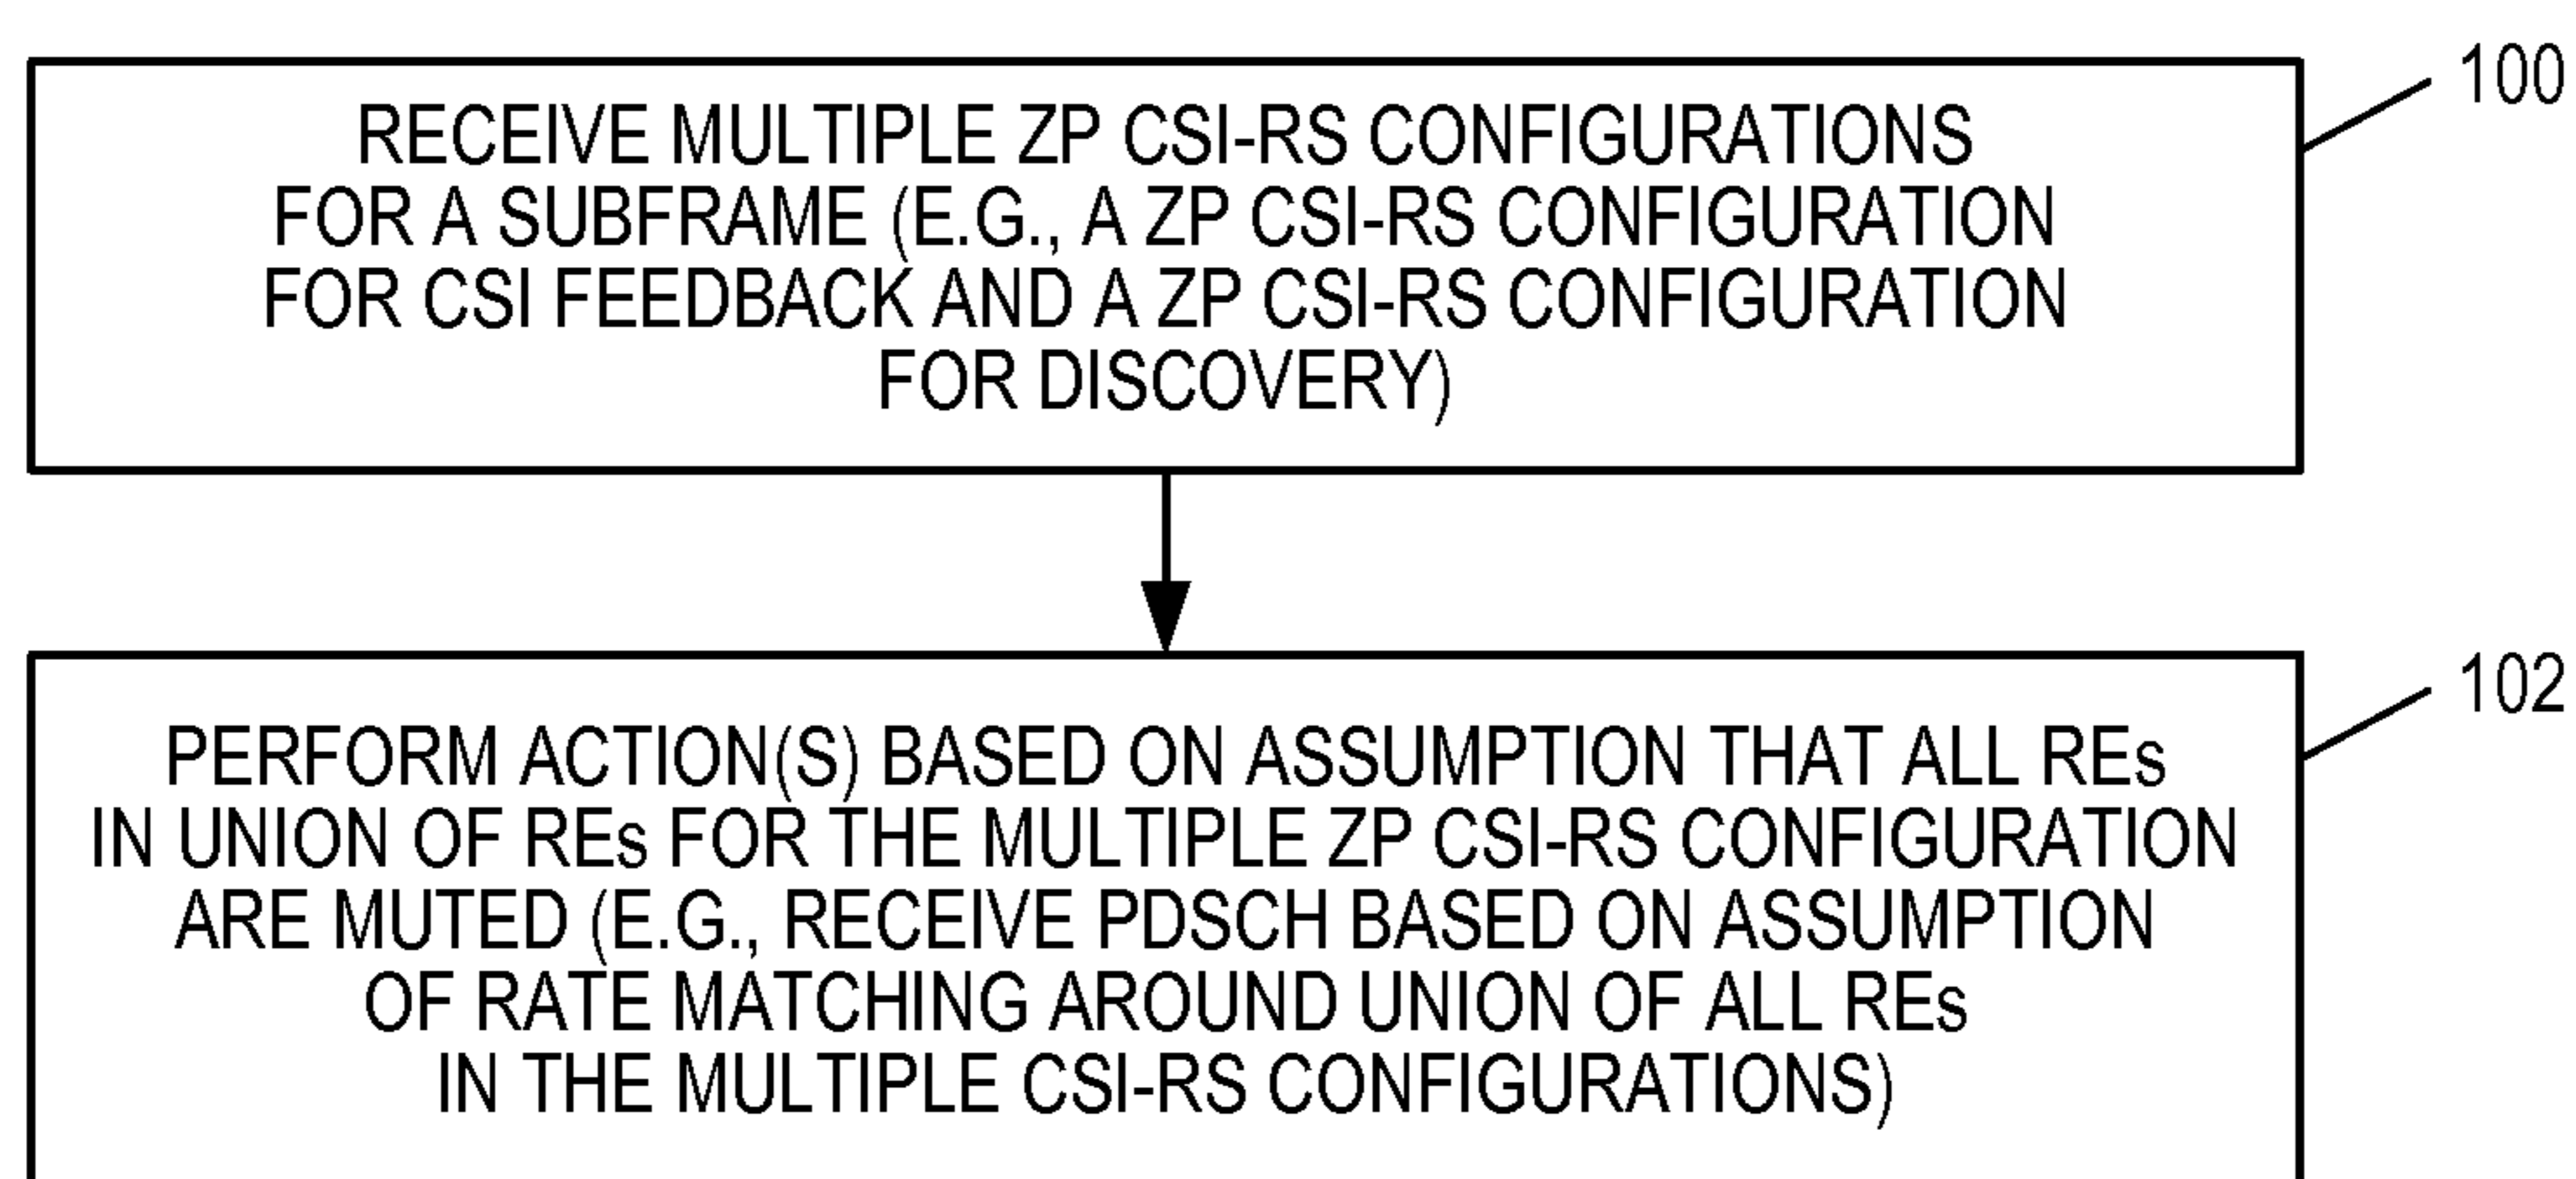 RECEIVE MULTIPLE ZP CSI-RS CONFIGURATIONS
FOR A SUBFRAME (E.G., A ZP CSI-RS CONFIGURATION
FOR CSI FEEDBACK AND A ZP CSI-RS CONFIGURATION
FOR DISCOVERY)
100
PERFORM ACTION(S) BASED ON ASSUMPTION THAT ALL REs
IN UNION OF REs FOR THE MULTIPLE ZP CSI-RS CONFIGURATION
ARE MUTED (E.G., RECEIVE PDSCH BASED ON ASSUMPTION
OF RATE MATCHING AROUND UNION OF ALL REs
IN THE MULTIPLE CSI-RS CONFIGURATIONS)
102